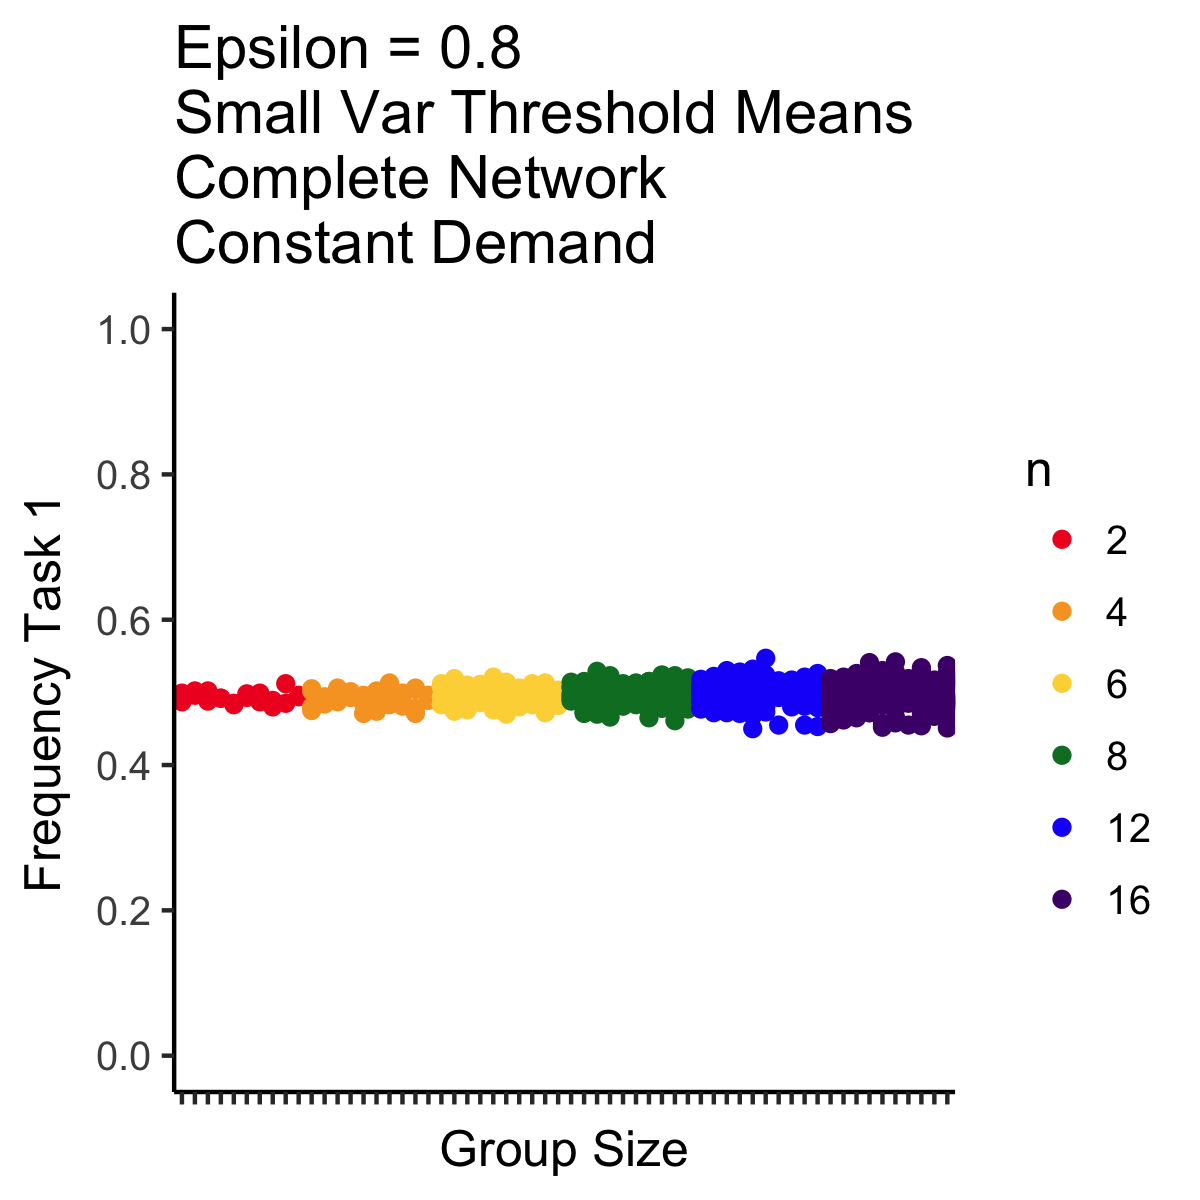 Epsilon = 0.8
Small Var Threshold Means
Complete Network
Constant Demand
1.0
0.8
0.6
0.4
0.2
0.0
Frequency Task 1
Group Size
n
2
4
6
8
12
16